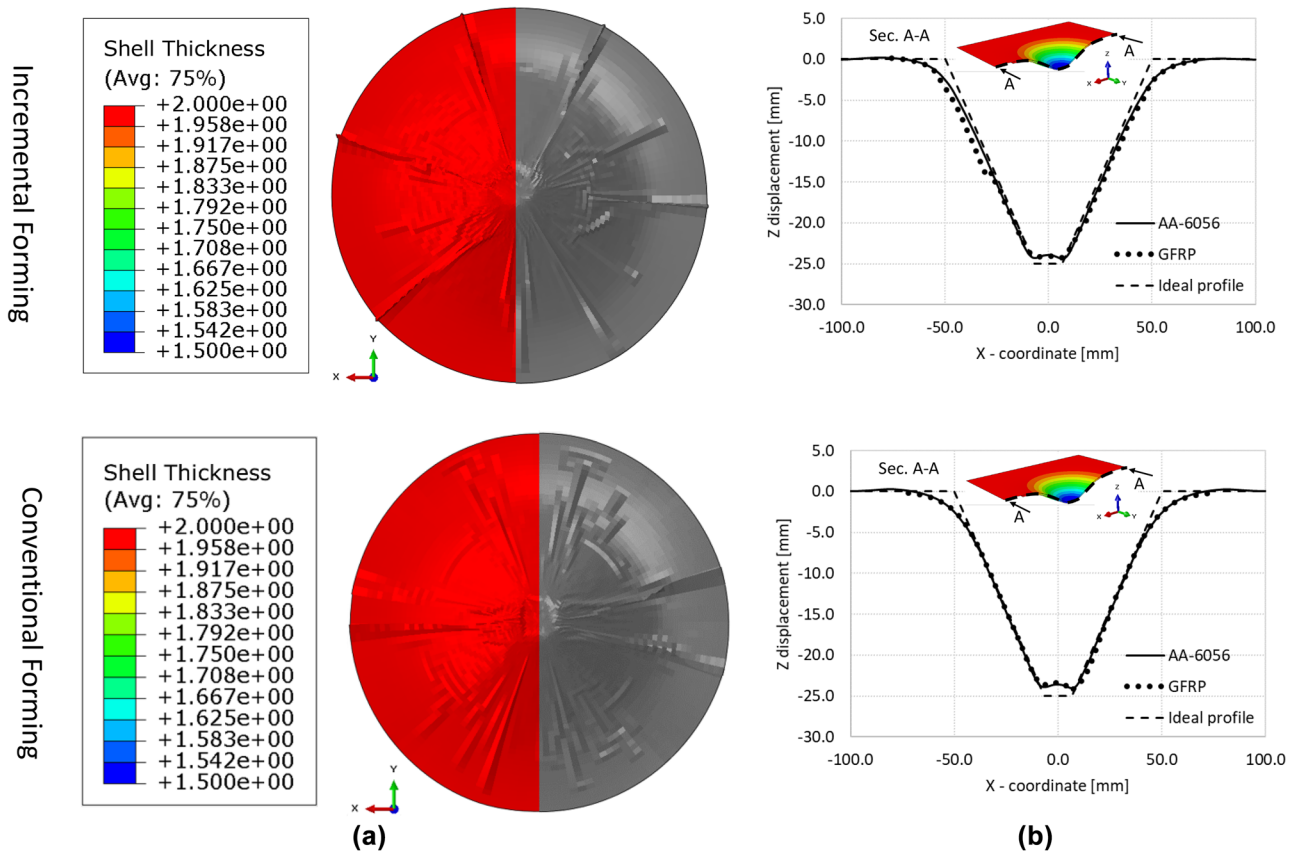 Incremental Forming
Shell Thickness
(Avg: 75%)
+2.000e+00
+1.958e+00
+1.917e+00
+1.875e+00
+1.833e+00
+1.792e+00
+1.750e+00
+1.708e+00
+1.667e+00
+1.625e+00
+1.583e+00
+1.542e+00
+1.500e+00
Y
X
Sec. A-A
A
A
Z
X
Y
Z displacement [mm]
5.0
0.0
-5.0
-10.0
-15.0
-20.0
-25.0
-30.0
AA-6056
GFRP
Ideal profile
-100.0 -50.0 0.0 50.0 100.0
X - coordinate [mm]
Conventional Forming
Shell Thickness
(Avg: 75%)
+2.000e+00
+1.958e+00
+1.917e+00
+1.875e+00
+1.833e+00
+1.792e+00
+1.750e+00
+1.708e+00
+1.667e+00
+1.625e+00
+1.583e+00
+1.542e+00
+1.500e+00
Y
X
Sec. A-A
A
A
Z
X
Y
Z displacement [mm]
5.0
0.0
-5.0
-10.0
-15.0
-20.0
-25.0
-30.0
AA-6056
GFRP
Ideal profile
-100.0 -50.0 0.0 50.0 100.0
X - coordinate [mm]
(a)
(b)